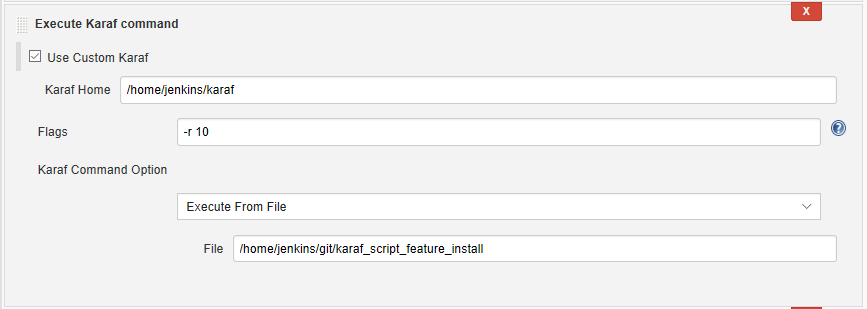 X
Execute Karaf command
Use Custom Karaf
Karaf Home /home/jenkins/karaf
Flags -r 10 ?
Karaf Command Option
Execute From File
File /home/jenkins/git/karaf_script_feature_install